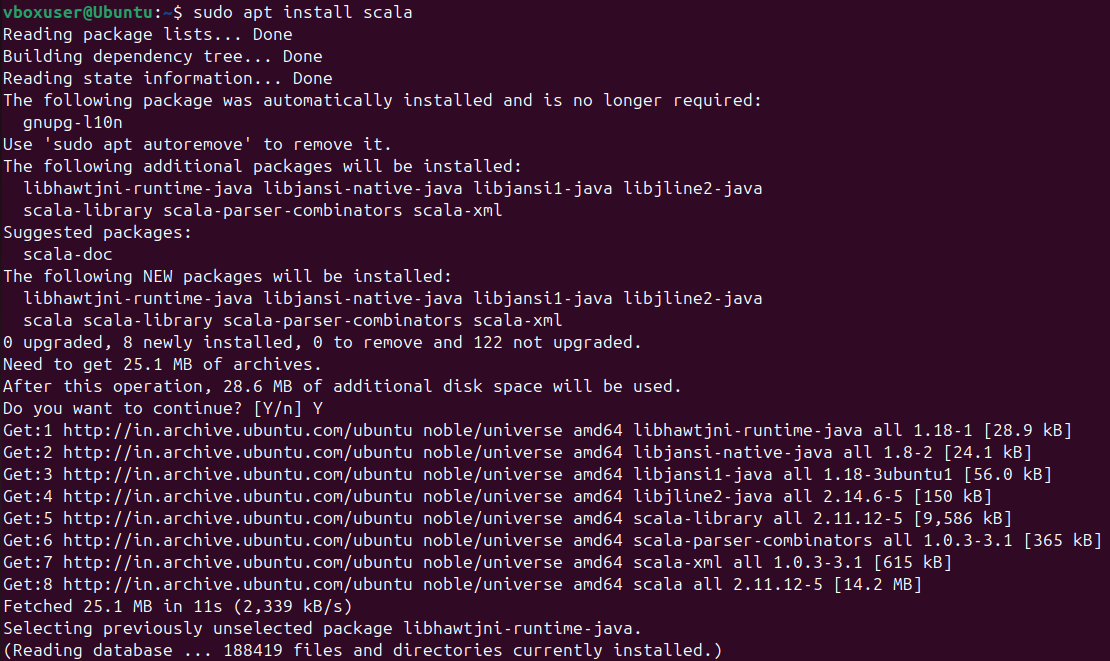 vboxuser@Ubuntu:~$ sudo apt install scala
Reading package lists... Done
Building dependency tree... Done
Reading state information... Done
The following package was automatically installed and is no longer required:
  gnupg-l10n
Use 'sudo apt autoremove' to remove it.
The following additional packages will be installed:
  libhawtjni-runtime-java libjansi-native-java libjansi1-java libjline2-java
  scala-library scala-parser-combinators scala-xml
Suggested packages:
  scala-doc
The following NEW packages will be installed:
  libhawtjni-runtime-java libjansi-native-java libjansi1-java libjline2-java
  scala scala-library scala-parser-combinators scala-xml
0 upgraded, 8 newly installed, 0 to remove and 122 not upgraded.
Need to get 25.1 MB of archives.
After this operation, 28.6 MB of additional disk space will be used.
Do you want to continue? [Y/n] Y
Get:1 http://in.archive.ubuntu.com/ubuntu noble/universe amd64 libhawtjni-runtime-java all 1.18-1 [28.9 kB]
Get:2 http://in.archive.ubuntu.com/ubuntu noble/universe amd64 libjansi-native-java all 1.8-2 [24.1 kB]
Get:3 http://in.archive.ubuntu.com/ubuntu noble/universe amd64 libjansi1-java all 1.18-3ubuntu1 [56.0 kB]
Get:4 http://in.archive.ubuntu.com/ubuntu noble/universe amd64 libjline2-java all 2.14.6-5 [150 kB]
Get:5 http://in.archive.ubuntu.com/ubuntu noble/universe amd64 scala-library all 2.11.12-5 [9,586 kB]
Get:6 http://in.archive.ubuntu.com/ubuntu noble/universe amd64 scala-parser-combinators all 1.0.3-3.1 [365 kB]
Get:7 http://in.archive.ubuntu.com/ubuntu noble/universe amd64 scala-xml all 1.0.3-3.1 [615 kB]
Get:8 http://in.archive.ubuntu.com/ubuntu noble/universe amd64 scala all 2.11.12-5 [14.2 MB]
Fetched 25.1 MB in 11s (2,339 kB/s)
Selecting previously unselected package libhawtjni-runtime-java.
(Reading database ... 188419 files and directories currently installed.)